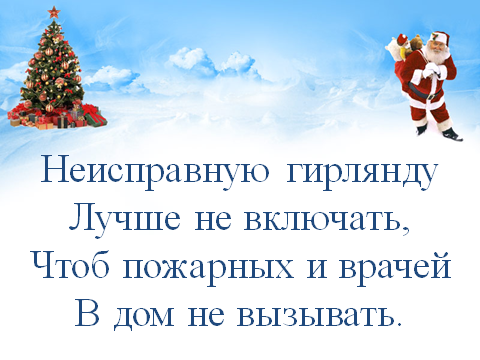 Неисправную гирлянду
Лучше не включать,
Чтоб пожарных и врачей
В дом не вызывать.